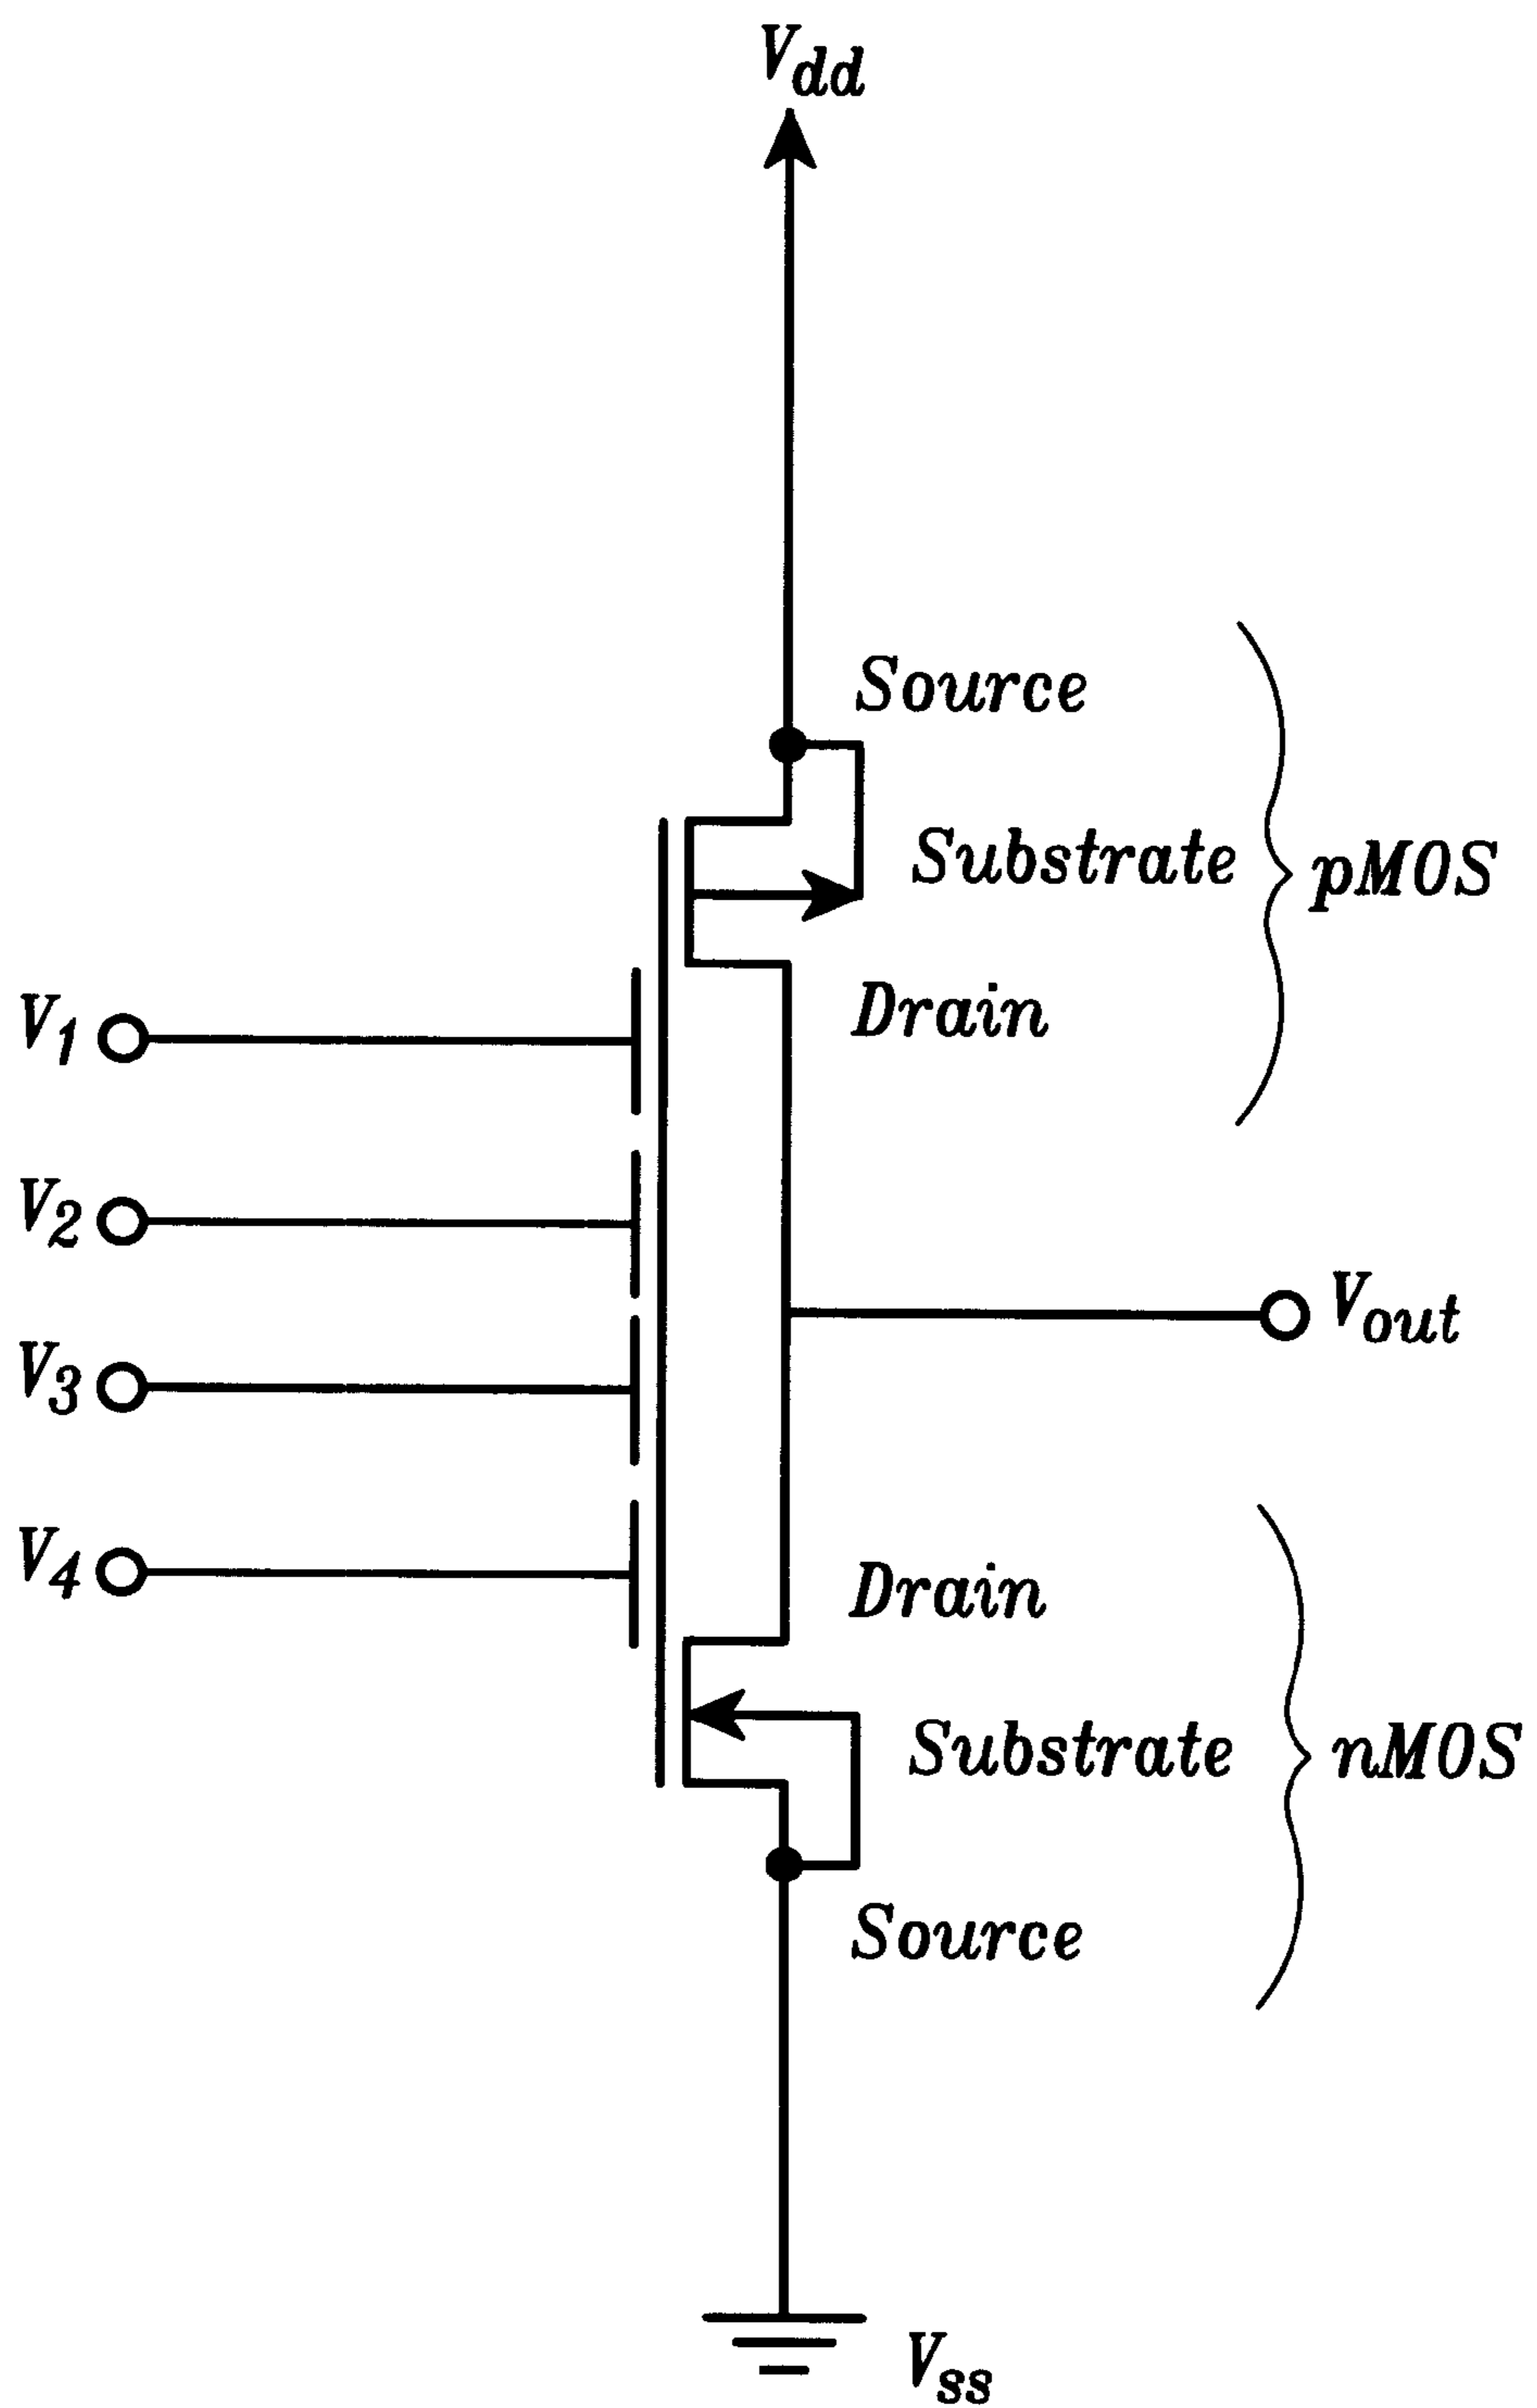 Vdd
Source
Substrate
pMOS
Drain
V1
V2
Vout
V3
V4
Drain
Substrate
nMOS
Source
Vss